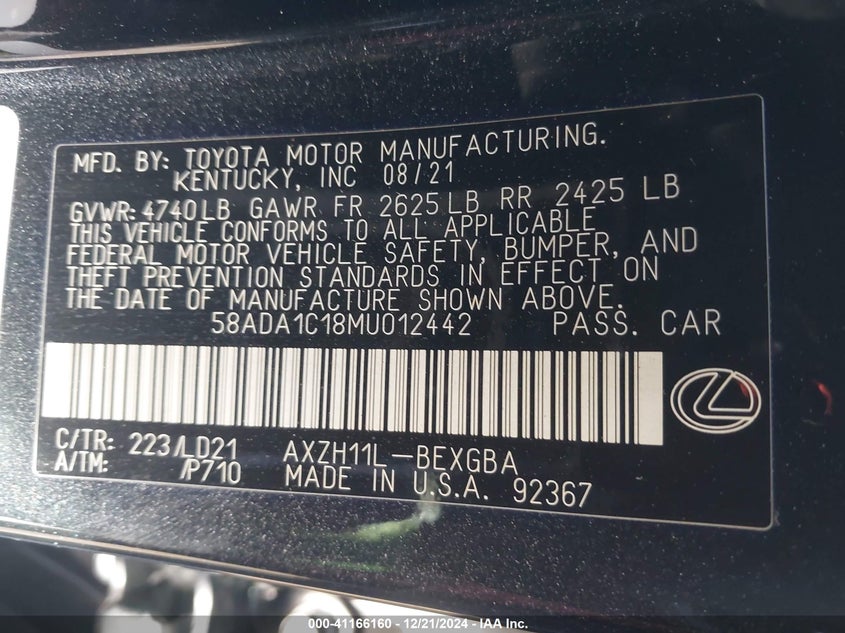 MFD. BY: TOYOTA MOTOR MANUFACTURING.
KENTUCKY, INC 08/21
GVWR: 4740LB GAWR FR 2625LB RR 2425 LB
THIS VEHICLE CONFORMS TO ALL APPLICABLE
FEDERAL MOTOR VEHICLE SAFETY, BUMPER, AND
THEFT PREVENTION STANDARDS IN EFFECT ON
THE DATE OF MANUFACTURE SHOWN ABOVE.
58ADA1C18MU012442 PASS. CAR
C/TR: 223/LD21 AXZH11L-BEXGBA
A/TM: /P710 MADE IN U.S.A. 92367
000-41166160 - 12/21/2024 - IAA Inc.